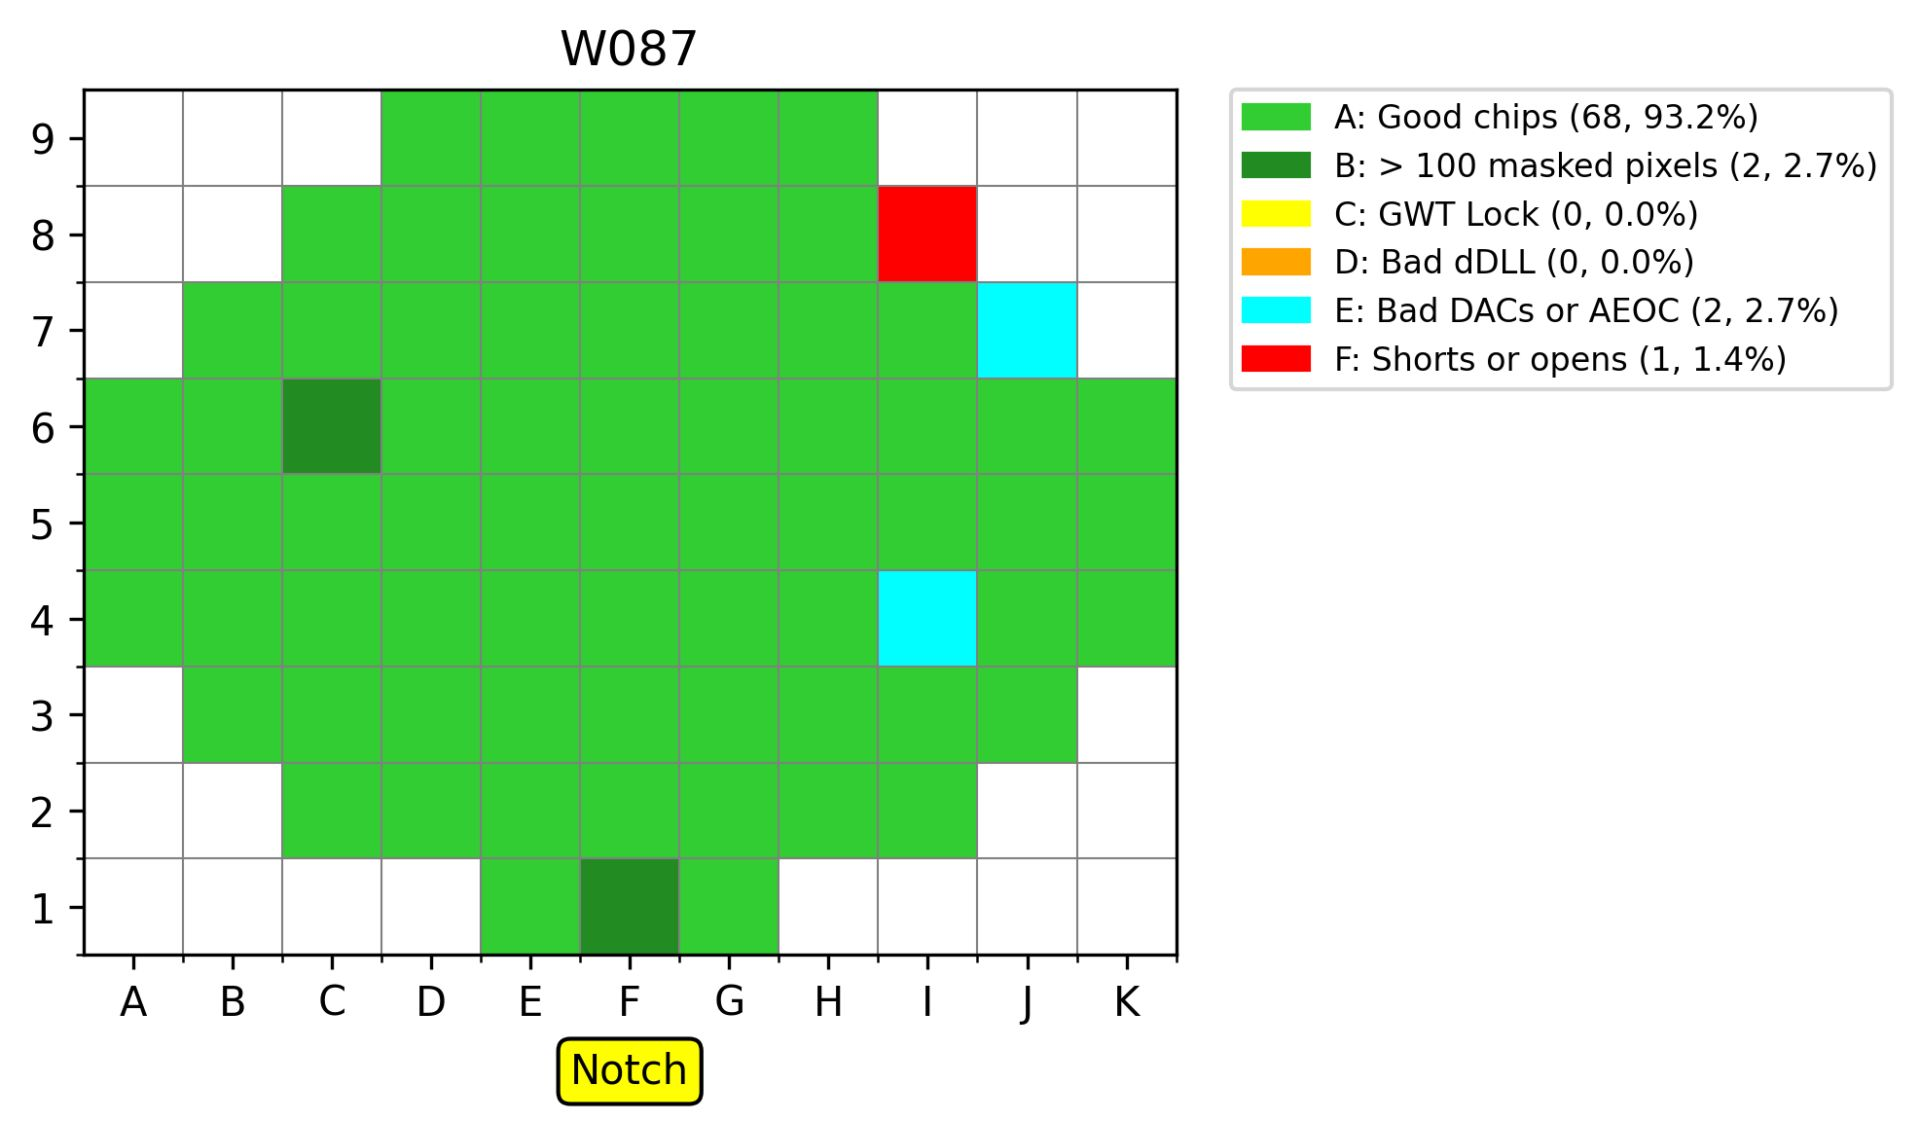 W087
9
8
7
6
5
4
3
2
1
A B C D E F G H I J K
Notch
A: Good chips (68, 93.2%)
B: > 100 masked pixels (2, 2.7%)
C: GWT Lock (0, 0.0%)
D: Bad dDLL (0, 0.0%)
E: Bad DACs or AEOC (2, 2.7%)
F: Shorts or opens (1, 1.4%)